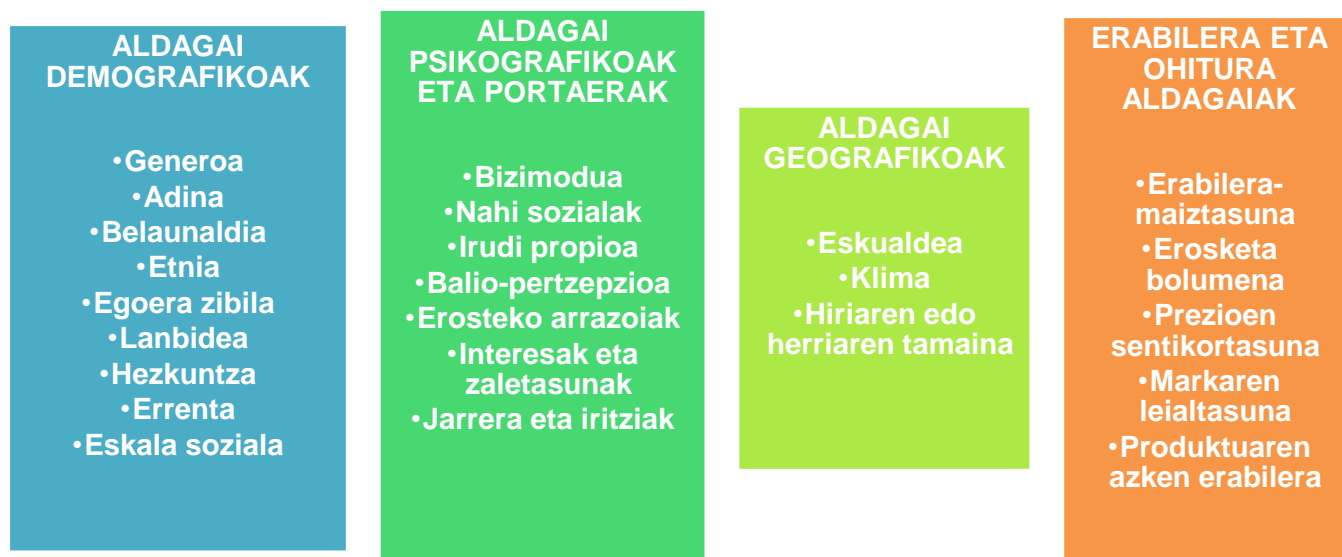 ALDAGAI
DEMOGRAFIKOAK
•Generoa
•Adina
•Belaunaldia
•Etnia
•Egoera zibila
•Lanbidea
•Hezkuntza
•Errenta
•Eskala soziala
ALDAGAI
PSIKOGRAFIKOAK
ETA PORTAERAK
•Bizimodua
•Nahi sozialak
•Irudi propioa
•Balio-pertzepzioa
•Erosteko arrazoiak
•Interesak eta
zaletasunak
•Jarrera eta iritziak
ALDAGAI
GEOGRAFIKOAK
•Eskualdea
•Klima
•Hiriaren edo
herriaren tamaina
ERABILERA ETA
OHITURA
ALDAGAIAK
•Erabilera-
maiztasuna
•Erosketa
bolumena
•Prezioen
sentikortasuna
•Markaren
leialtasuna
•Produktuaren
azken erabilera